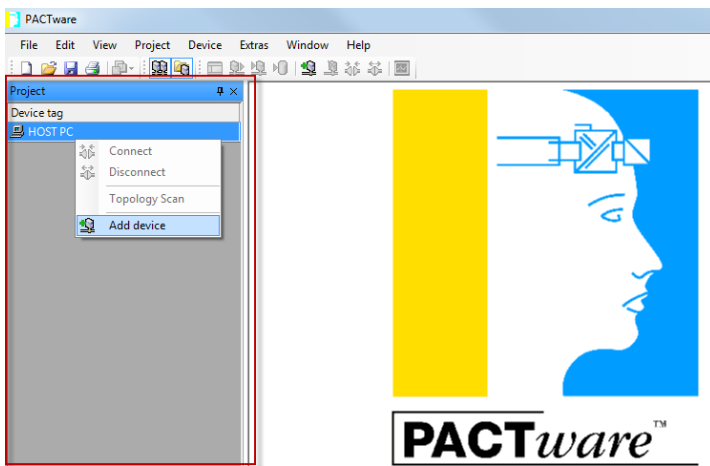 PACTware
File Edit View Project Device Extras Window Help
Project
Device tag
HOST PC
Connect
Disconnect
Topology Scan
Add device
PACTware™